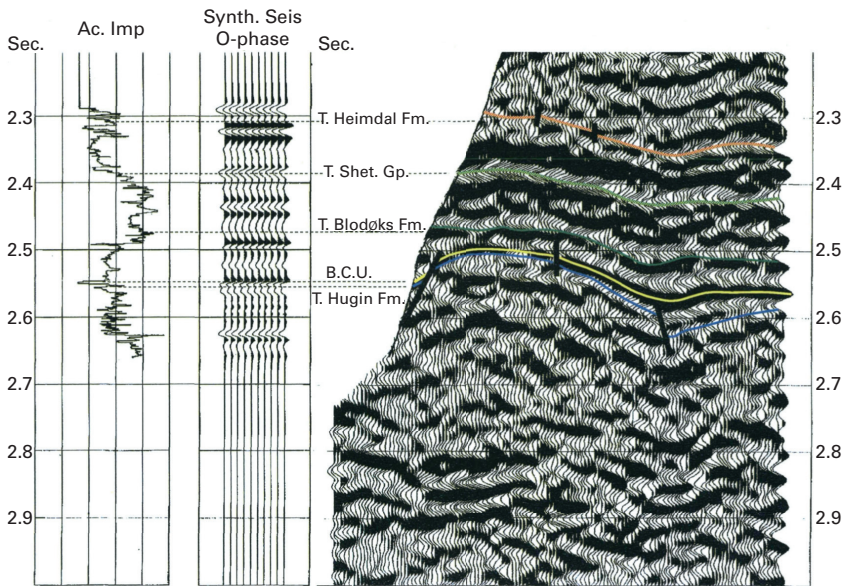 Ac. Imp
Synth. Seis
O-phase
Sec.
Sec.
2.3
2.4
2.5
2.6
2.7
2.8
2.9
T. Heimdal Fm.
T. Shet. Gp.
T. Blodøks Fm.
B.C.U.
T. Hugin Fm.
2.3
2.4
2.5
2.6
2.7
2.8
2.9